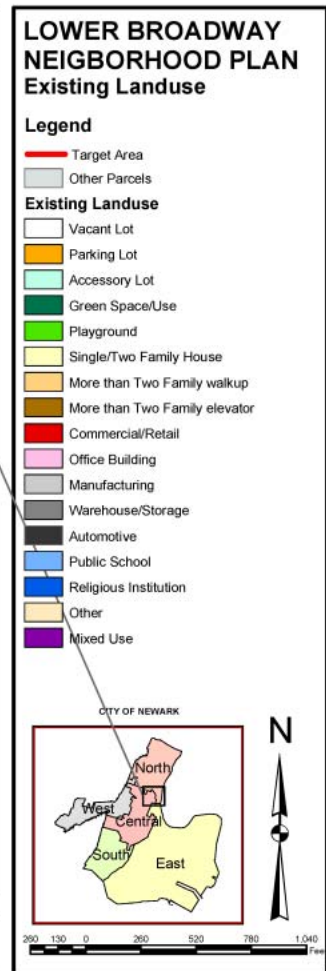 LOWER BROADWAY
NEIGBORHOOD PLAN
Existing Landuse
Legend
Target Area
Other Parcels
Existing Landuse
Vacant Lot
Parking Lot
Accessory Lot
Green Space/Use
Playground
Single/Two Family House
More than Two Family walkup
More than Two Family elevator
Commercial/Retail
Office Building
Manufacturing
Warehouse/Storage
Automotive
Public School
Religious Institution
Other
Mixed Use
CITY OF NEWARK
North
West
Central
South
East
N
260 130 0 260 520 780 1,040
Feet